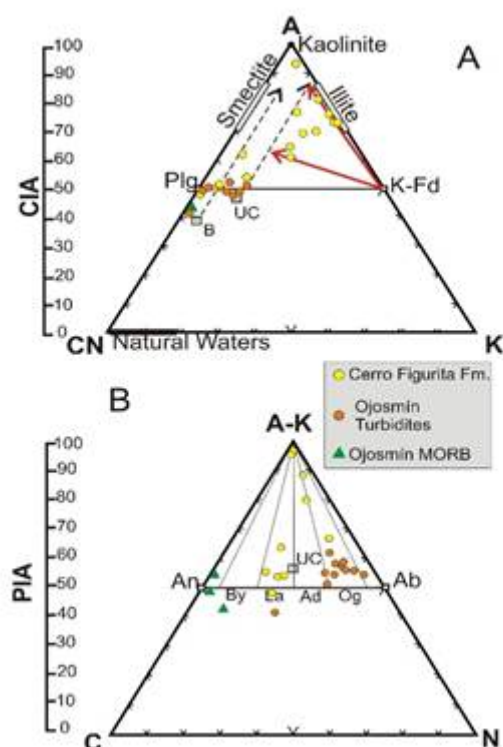 A
A
Kaolinite
Smectite
Illite
Plg
K-Fd
UC
B
CN
Natural Waters
K
CIA
100
90
80
70
60
50
40
30
20
10
0
Cerro Figurita Fm.
Ojosmin
Turbidites
Ojosmin MORB
B
A-K
UC
An
By
La
Ad
Og
Ab
C
N
PIA
100
90
80
70
60
50
40
30
20
10
0